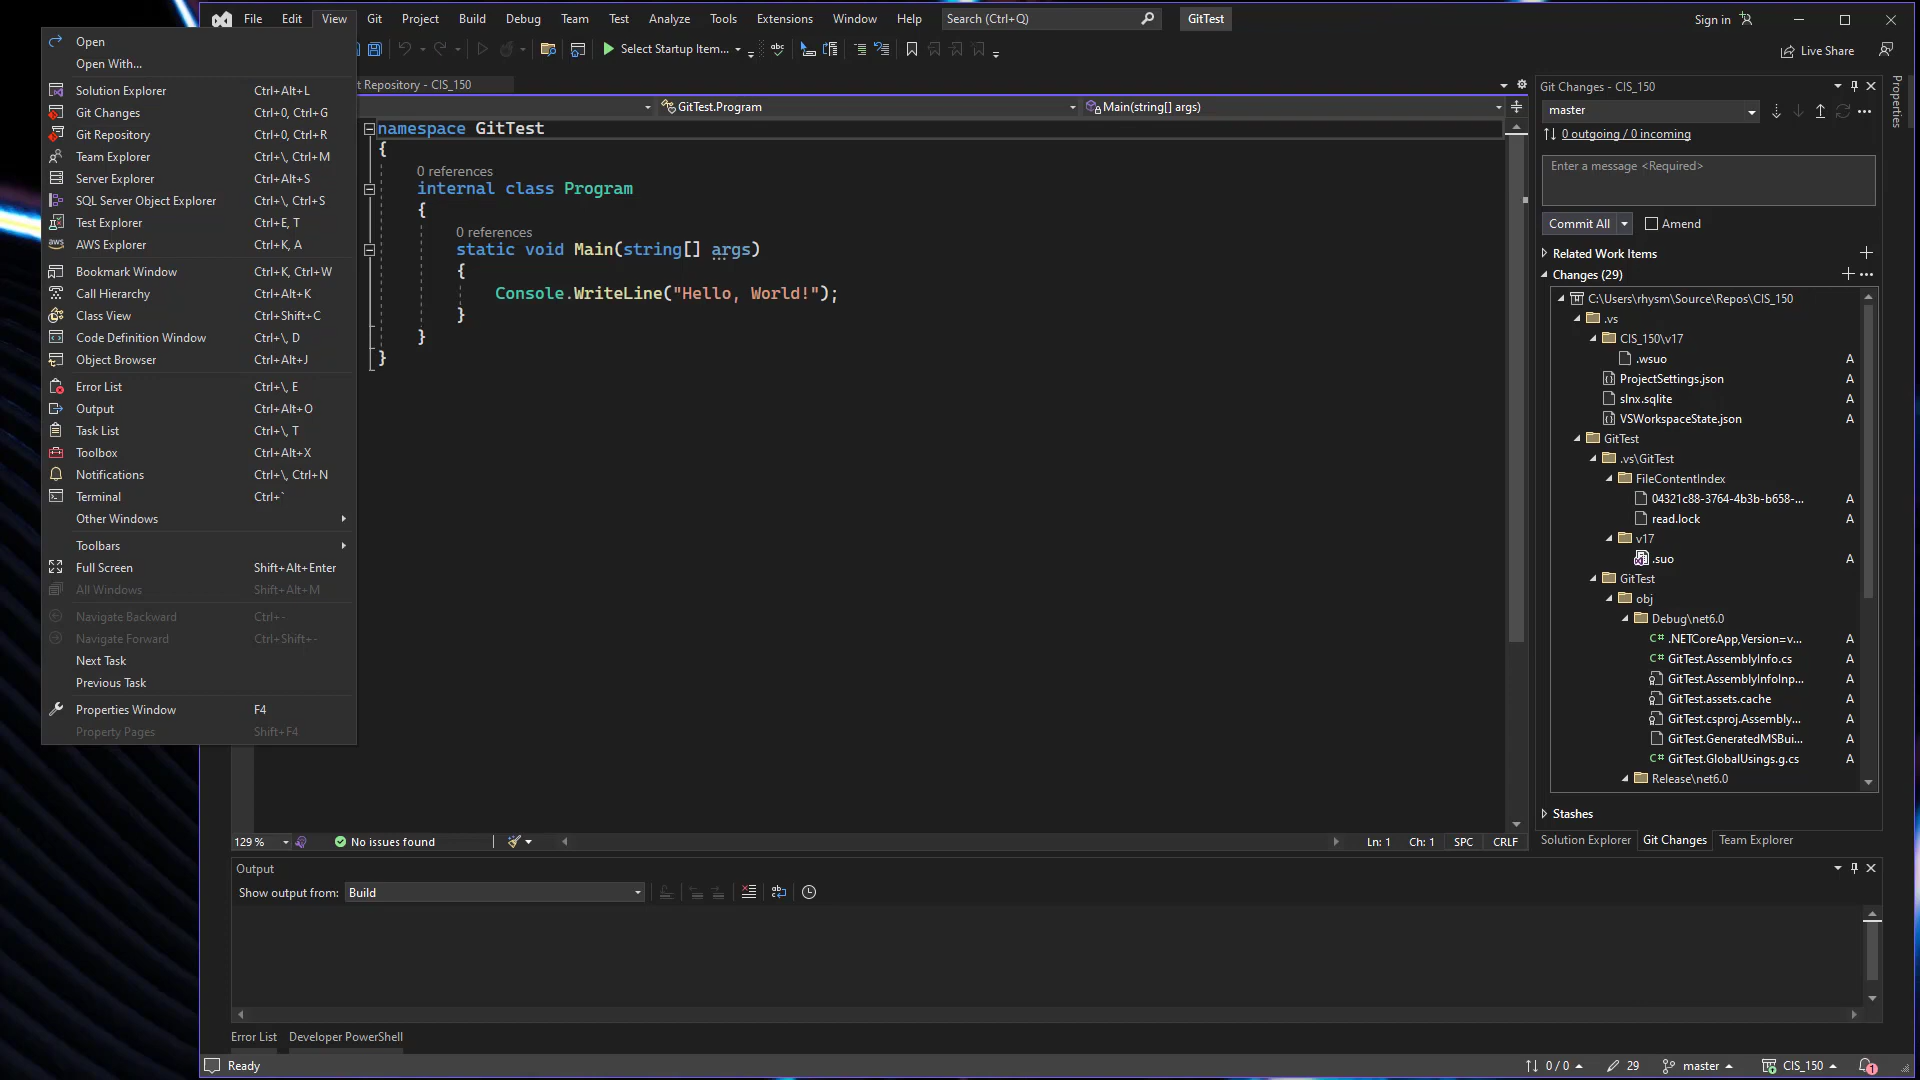 File Edit View Git Project Build Debug Team Test Analyze Tools Extensions Window Help Search (Ctrl+Q) GitTest Sign in
Select Startup Item... Live Share
Open
Open With...
Solution Explorer Ctrl+Alt+L
Git Changes Ctrl+0, Ctrl+G
Git Repository Ctrl+0, Ctrl+R
Team Explorer Ctrl+\, Ctrl+M
Server Explorer Ctrl+Alt+S
SQL Server Object Explorer Ctrl+\, Ctrl+S
Test Explorer Ctrl+E, T
aws AWS Explorer Ctrl+K, A
Bookmark Window Ctrl+K, Ctrl+W
Call Hierarchy Ctrl+Alt+K
Class View Ctrl+Shift+C
Code Definition Window Ctrl+\, D
Object Browser Ctrl+Alt+J
Error List Ctrl+\, E
Output Ctrl+Alt+O
Task List Ctrl+\, T
Toolbox Ctrl+Alt+X
Notifications Ctrl+\, Ctrl+N
Terminal Ctrl+`
Other Windows
Toolbars
Full Screen Shift+Alt+Enter
All Windows Shift+Alt+M
Navigate Backward Ctrl+-
Navigate Forward Ctrl+Shift+-
Next Task
Previous Task
Properties Window F4
Property Pages Shift+F4
t Repository - CIS_150
GitTest.Program Main(string[] args)
namespace GitTest
{
0 references
internal class Program
{
0 references
static void Main(string[] args)
{
Console.WriteLine("Hello, World!");
}
}
}
129 % No issues found Ln: 1 Ch: 1 SPC CRLF
Git Changes - CIS_150
Properties
master
0 outgoing / 0 incoming
Enter a message <Required>
Commit All Amend
Related Work Items
Changes (29)
C:\Users\rhysm\Source\Repos\CIS_150
.vs
CIS_150\v17
.wsuo A
ProjectSettings.json A
slnx.sqlite A
VSWorkspaceState.json A
GitTest
.vs\GitTest
FileContentIndex
04321c88-3764-4b3b-b658-... A
read.lock A
v17
.suo A
GitTest
obj
Debug\net6.0
C# .NETCoreApp,Version=v... A
C# GitTest.AssemblyInfo.cs A
GitTest.AssemblyInfoInp... A
GitTest.assets.cache A
GitTest.csproj.Assembly... A
GitTest.GeneratedMSBui... A
C# GitTest.GlobalUsings.g.cs A
Release\net6.0
Stashes
Solution Explorer Git Changes Team Explorer
Output
Show output from: Build
Error List Developer PowerShell
Ready 0 / 0 29 master CIS_150 1